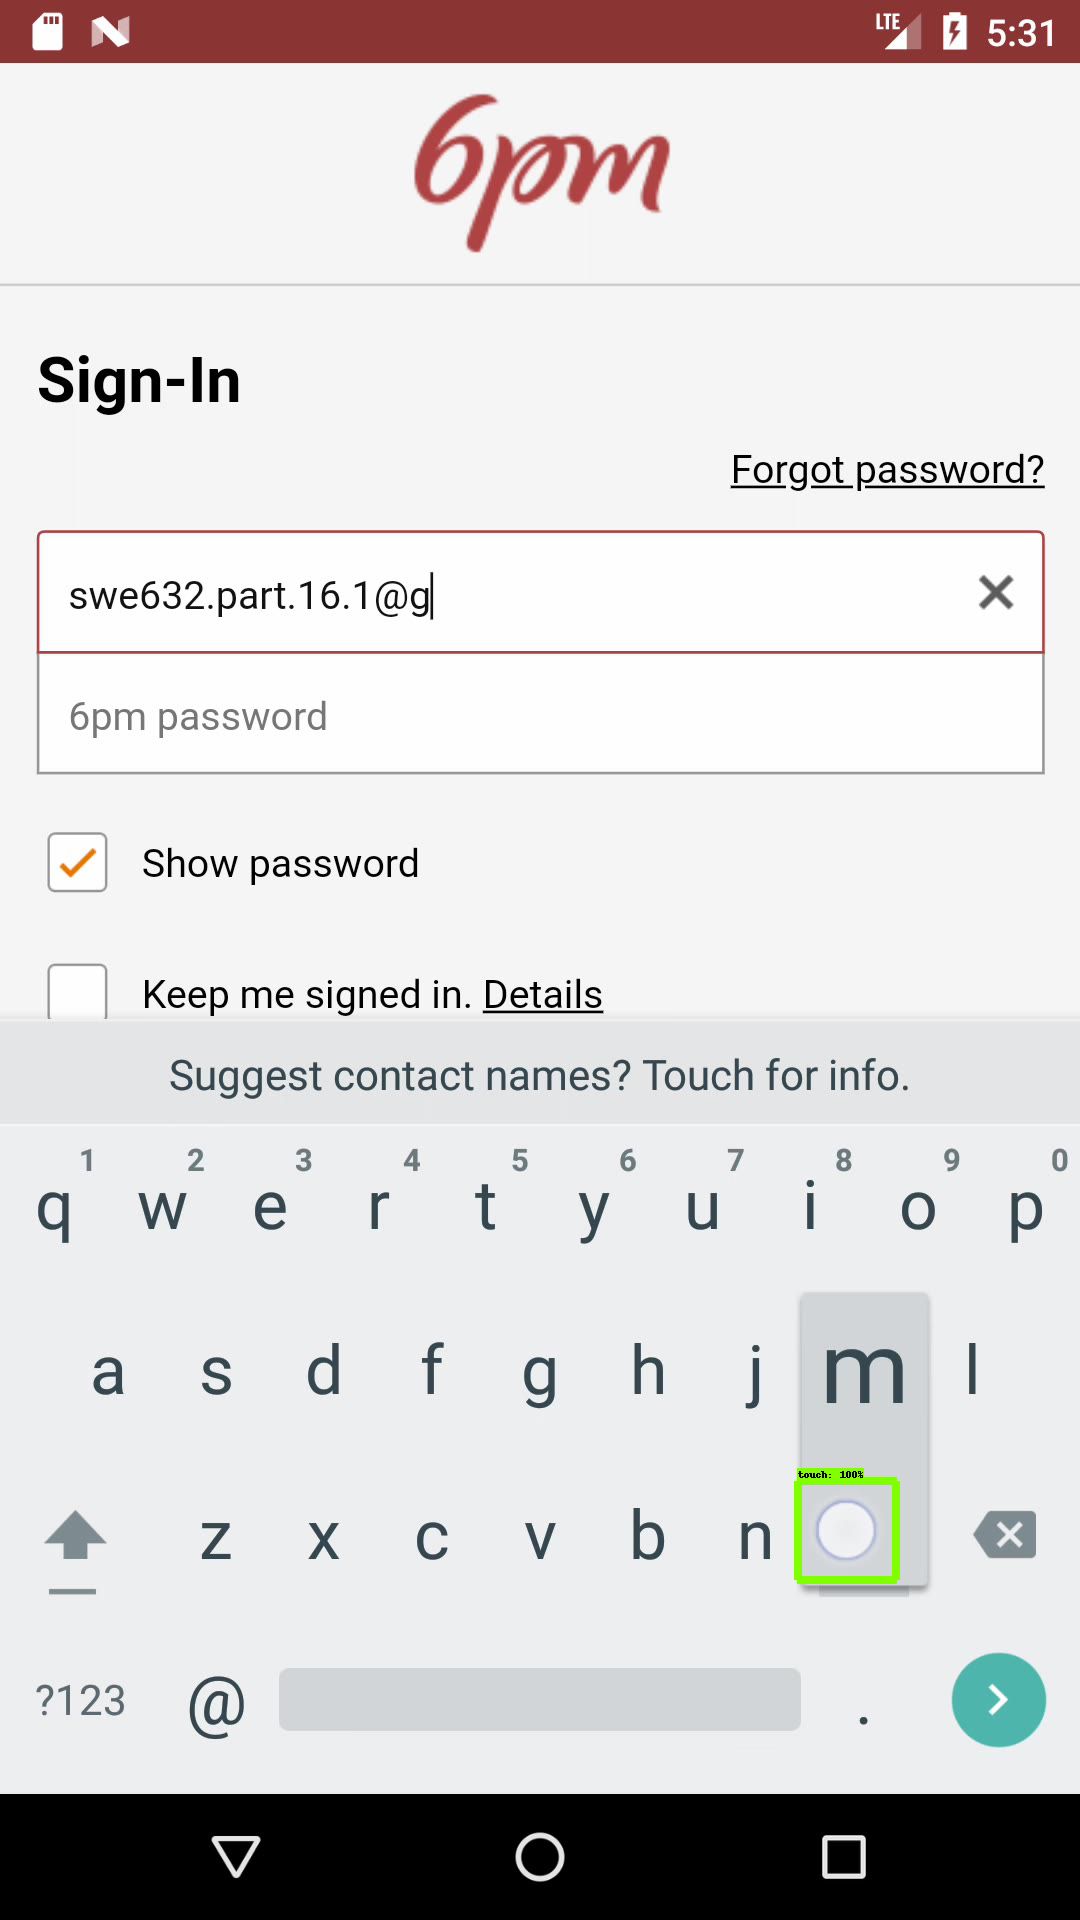 LTE 5:31
6pm
Sign-In
Forgot password?
swe632.part.16.1@g
6pm password
Show password
Keep me signed in. Details
Suggest contact names? Touch for info.
1 2 3 4 5 6 7 8 9 0
q w e r t y u i o p
a s d f g h j m l
touch: 100%
z x c v b n
?123 @ .